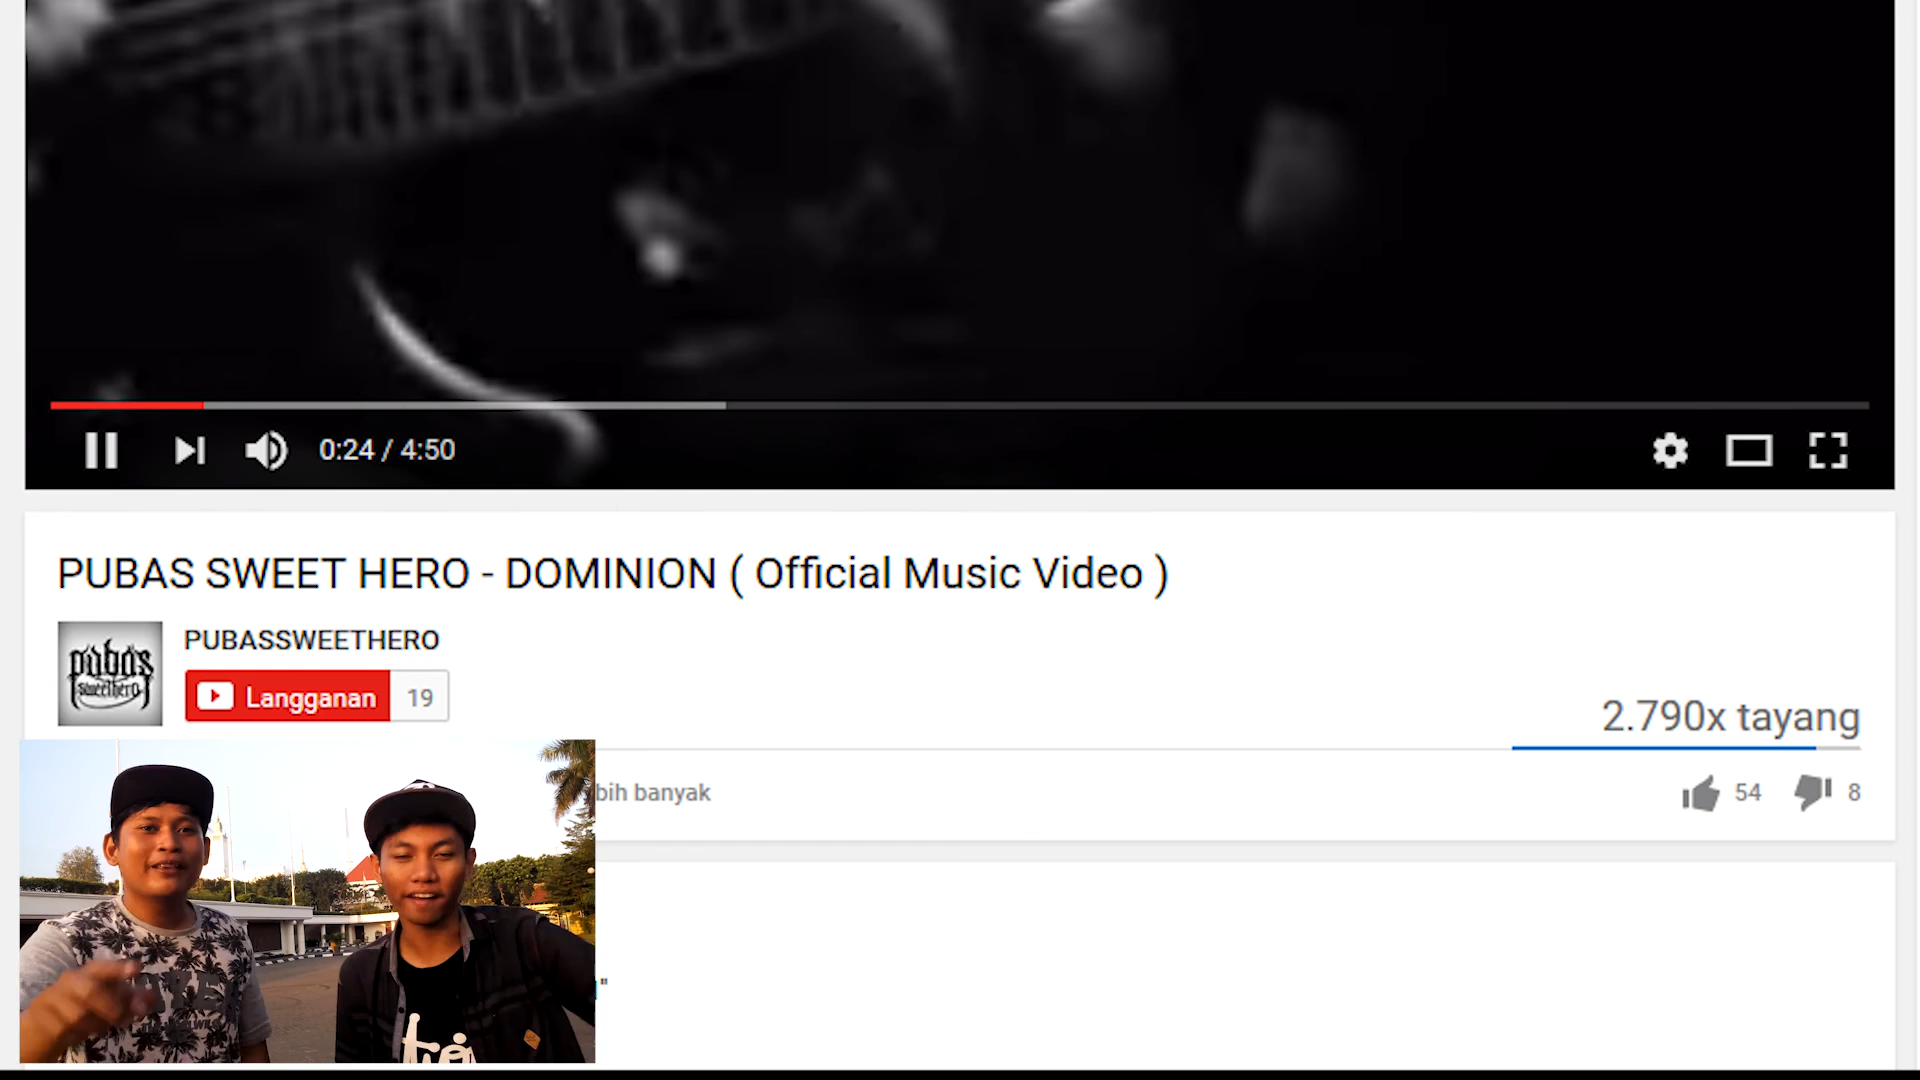 0:24 / 4:50
PUBAS SWEET HERO - DOMINION ( Official Music Video )
pubas
sweethero
PUBASSWEETHERO
Langganan 19
2.790x tayang
bih banyak
54 8
"